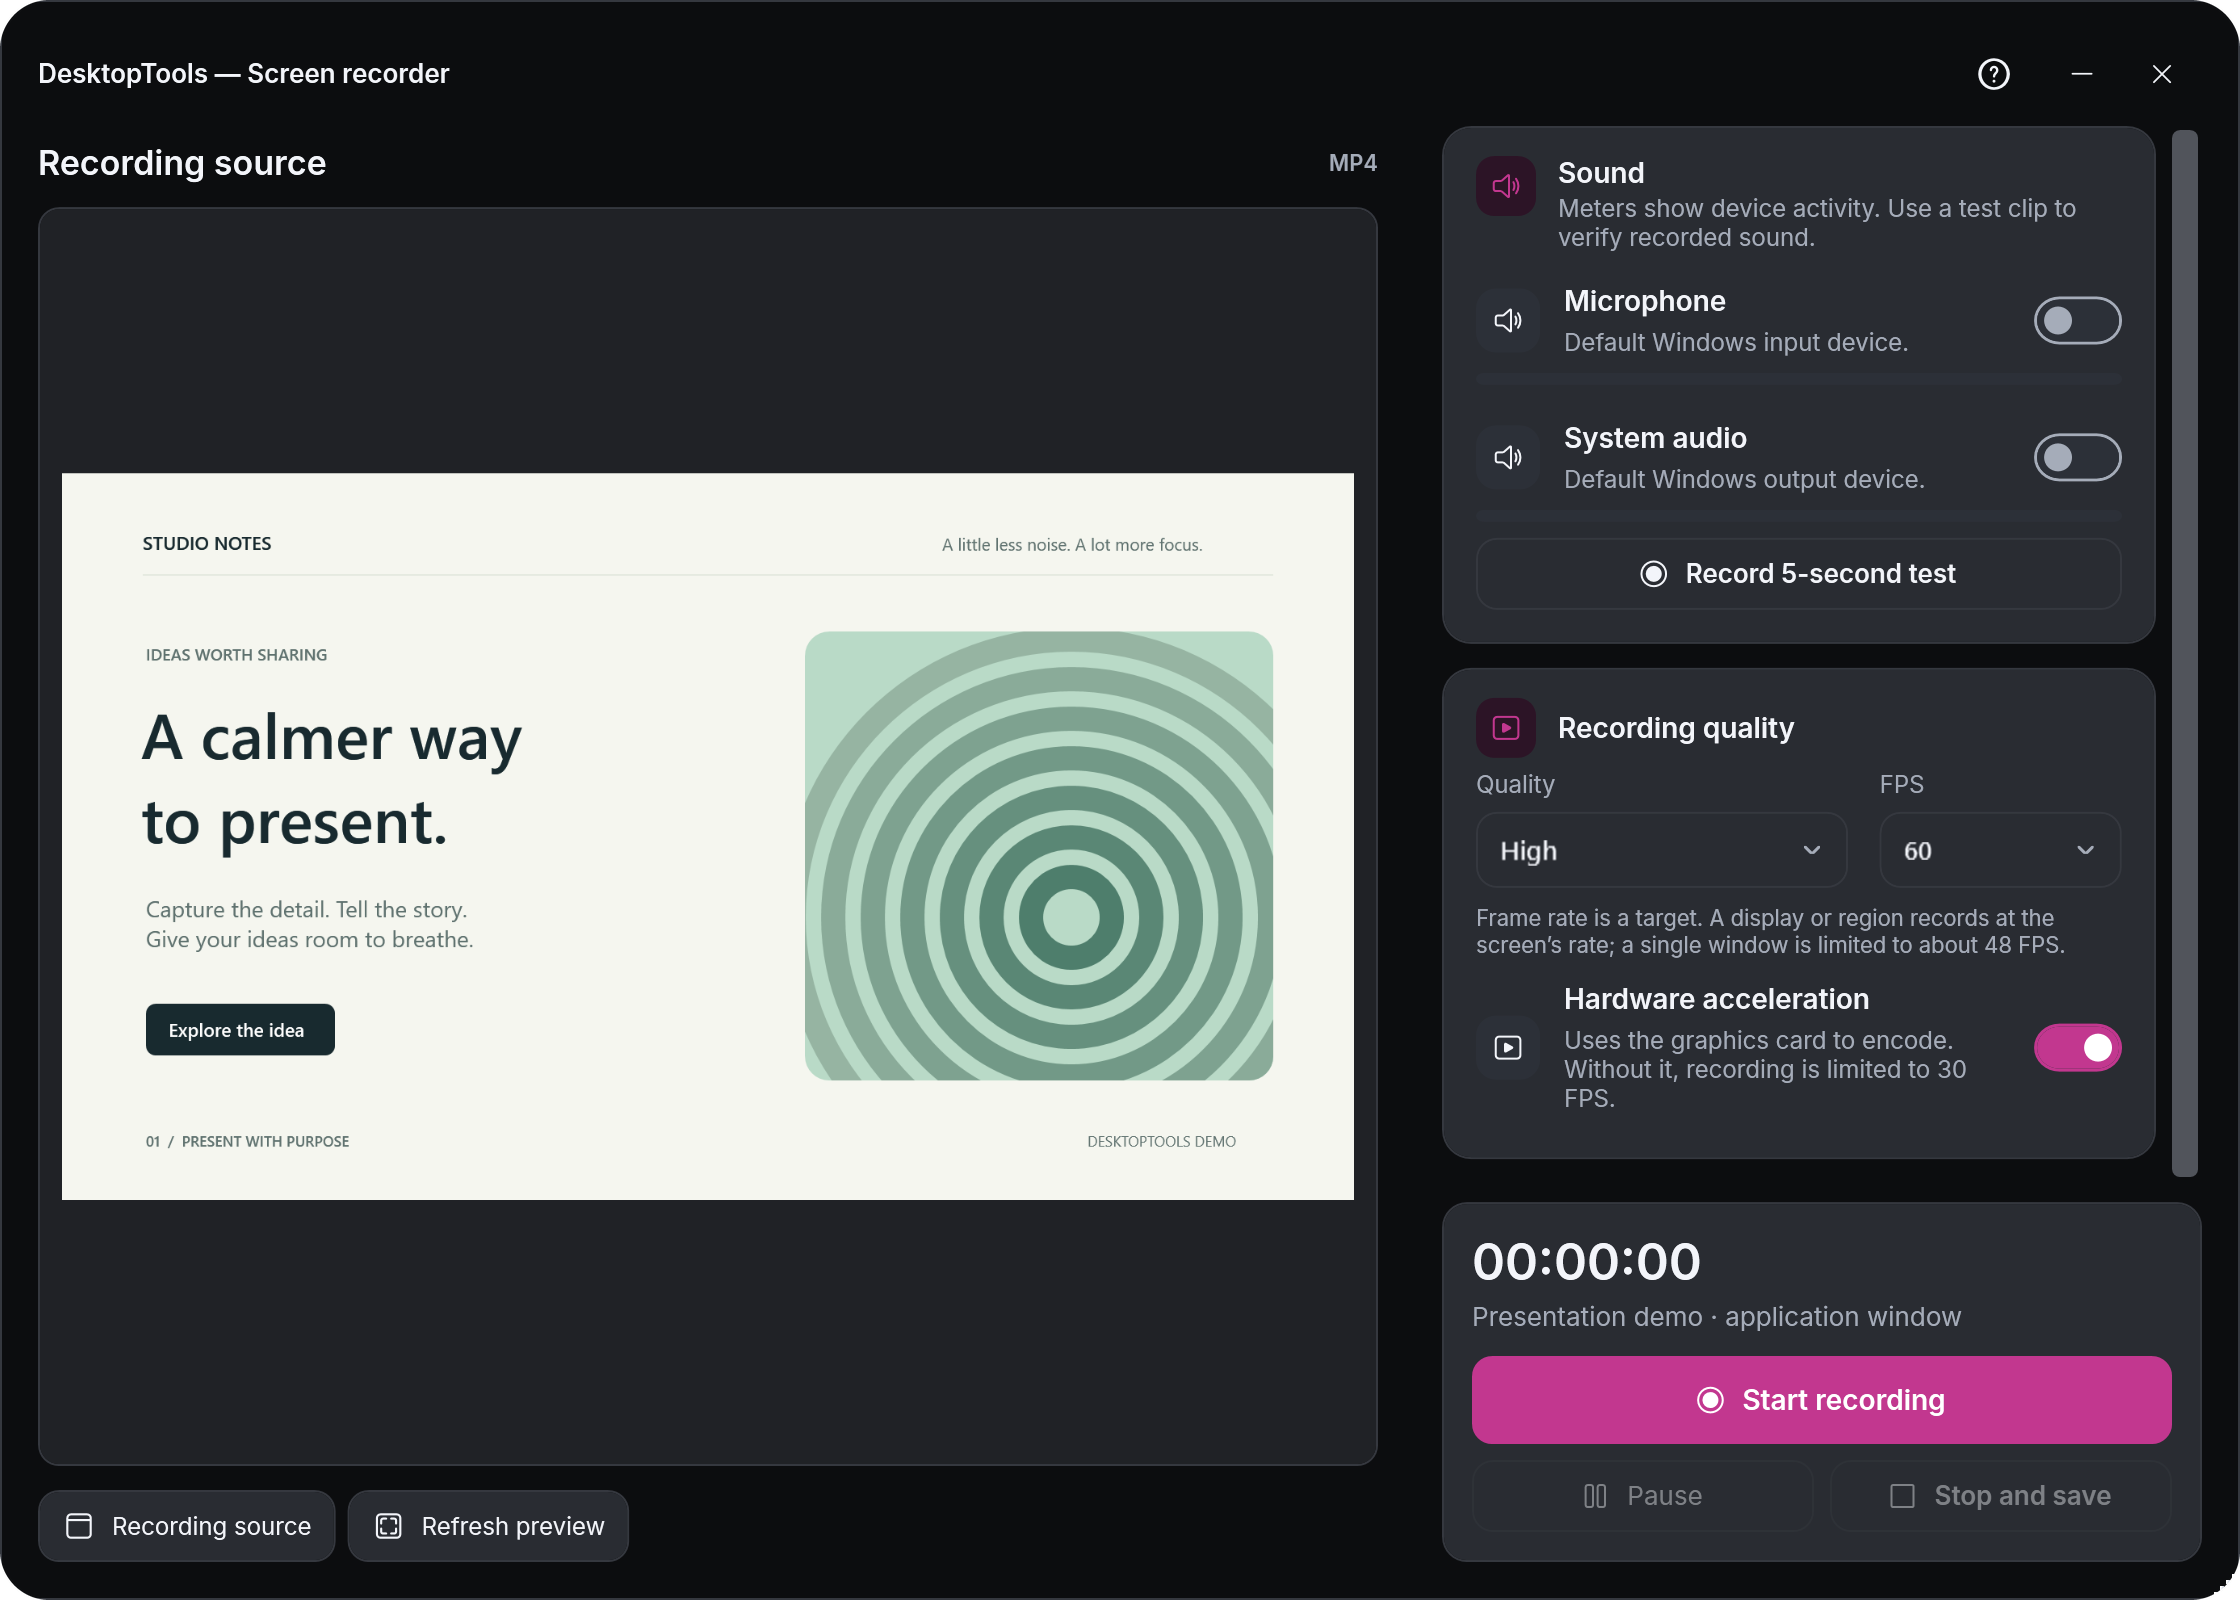 DesktopTools — Screen recorder
Recording source
MP4
STUDIO NOTES
A little less noise. A lot more focus.
IDEAS WORTH SHARING
A calmer way
to present.
Capture the detail. Tell the story.
Give your ideas room to breathe.
Explore the idea
01 / PRESENT WITH PURPOSE
DESKTOPTOOLS DEMO
Recording source
Refresh preview
Sound
Meters show device activity. Use a test clip to
verify recorded sound.
Microphone
Default Windows input device.
System audio
Default Windows output device.
Record 5-second test
Recording quality
Quality
FPS
High
60
Frame rate is a target. A display or region records at the
screen’s rate; a single window is limited to about 48 FPS.
Hardware acceleration
Uses the graphics card to encode.
Without it, recording is limited to 30
FPS.
00:00:00
Presentation demo · application window
Start recording
Pause
Stop and save